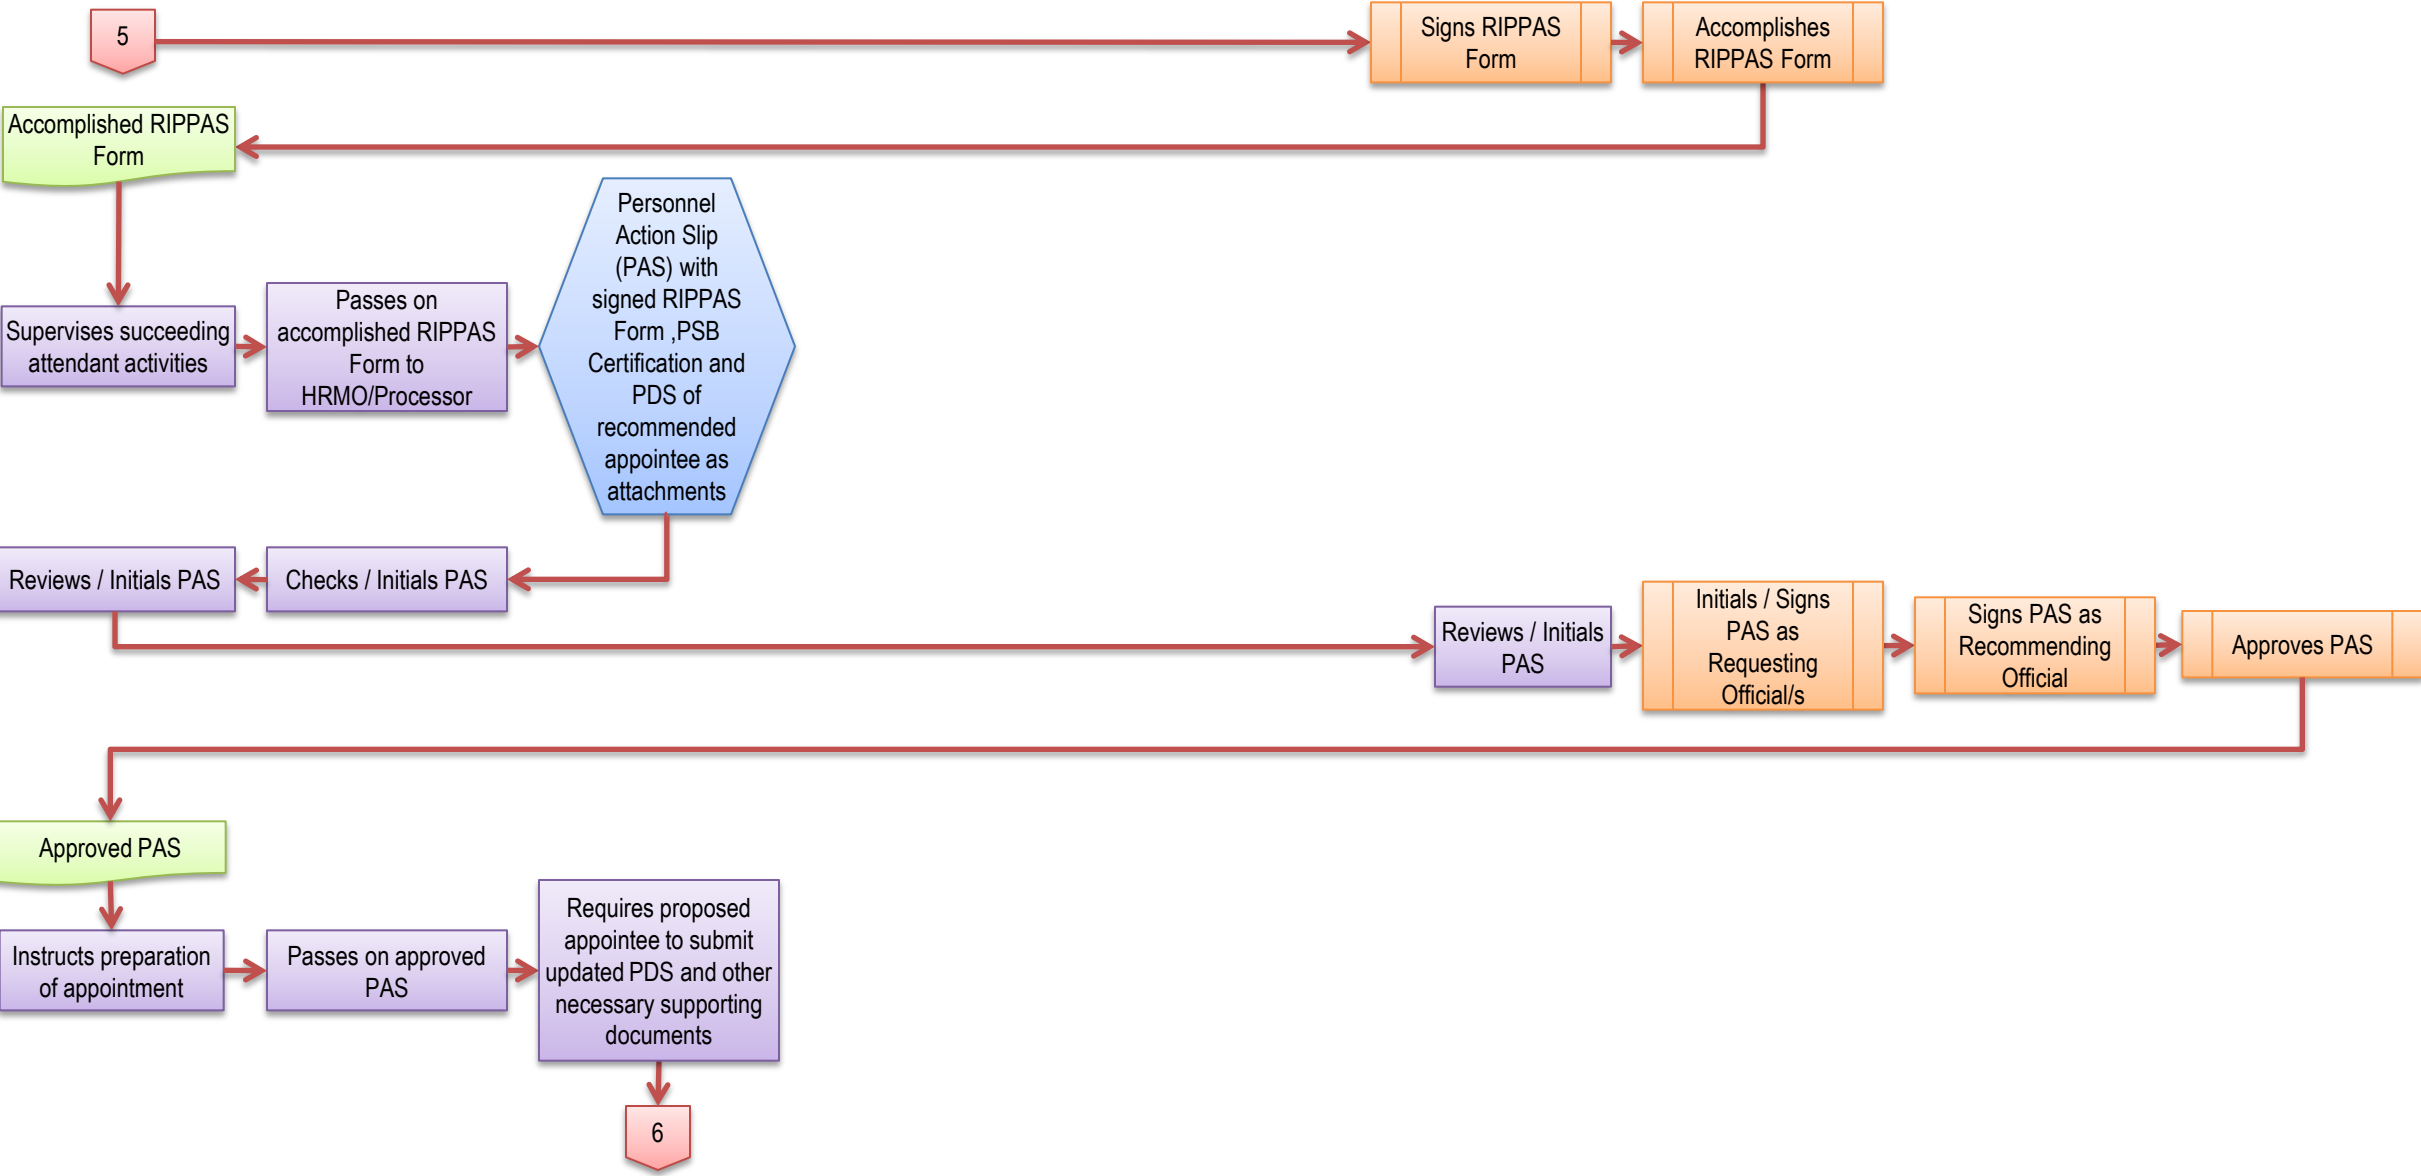 5
Signs RIPPAS
Form
Accomplishes
RIPPAS Form
Accomplished RIPPAS
Form
Supervises succeeding
attendant activities
Passes on
accomplished RIPPAS
Form to
HRMO/Processor
Personnel
Action Slip
(PAS) with
signed RIPPAS
Form ,PSB
Certification and
PDS of
recommended
appointee as
attachments
Reviews / Initials PAS
Checks / Initials PAS
Reviews / Initials
PAS
Initials / Signs
PAS as
Requesting
Official/s
Signs PAS as
Recommending
Official
Approves PAS
Approved PAS
Instructs preparation
of appointment
Passes on approved
PAS
Requires proposed
appointee to submit
updated PDS and other
necessary supporting
documents
6